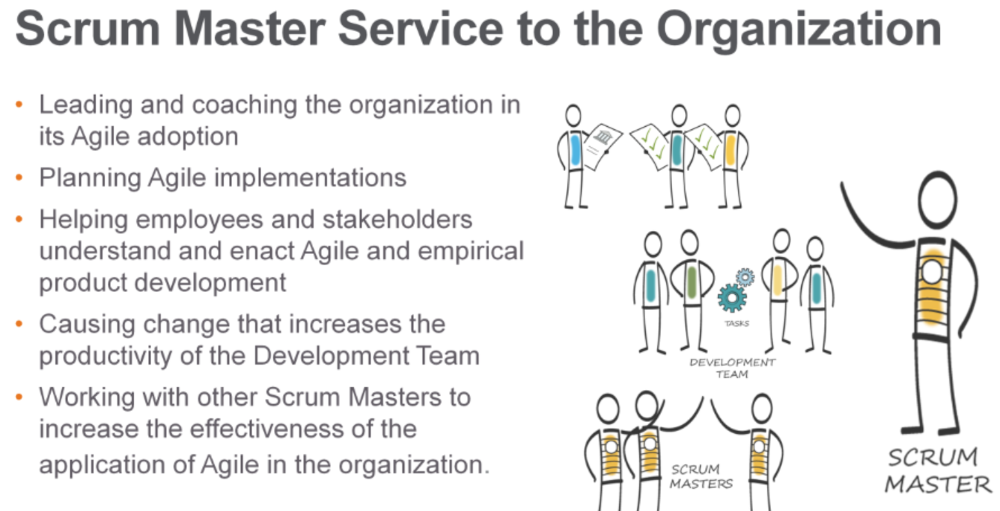 Scrum Master Service to the Organization
• Leading and coaching the organization in
its Agile adoption
• Planning Agile implementations
• Helping employees and stakeholders
understand and enact Agile and empirical
product development
• Causing change that increases the
productivity of the Development Team
• Working with other Scrum Masters to
increase the effectiveness of the
application of Agile in the organization.
TASKS
DEVELOPMENT
TEAM
SCRUM
MASTERS
SCRUM
MASTER